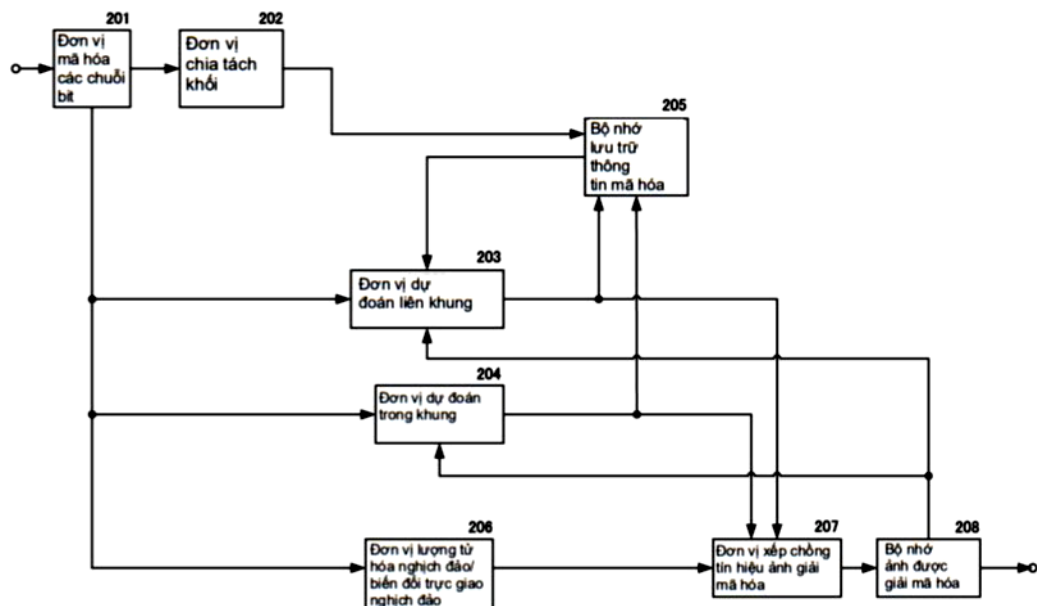 201
Đơn vị
mã hóa
các chuỗi
bit
202
Đơn vị
chia tách
khối
205
Bộ nhớ
lưu trữ
thông
tin mã hóa
203
Đơn vị dự
đoán liên khung
204
Đơn vị dự đoán
trong khung
206
Đơn vị lượng tử
hóa nghịch đảo/
biến đổi trực giao
nghịch đảo
207
Đơn vị xếp chồng
tín hiệu ảnh giải
mã hóa
208
Bộ nhớ
ảnh được
giải mã hóa